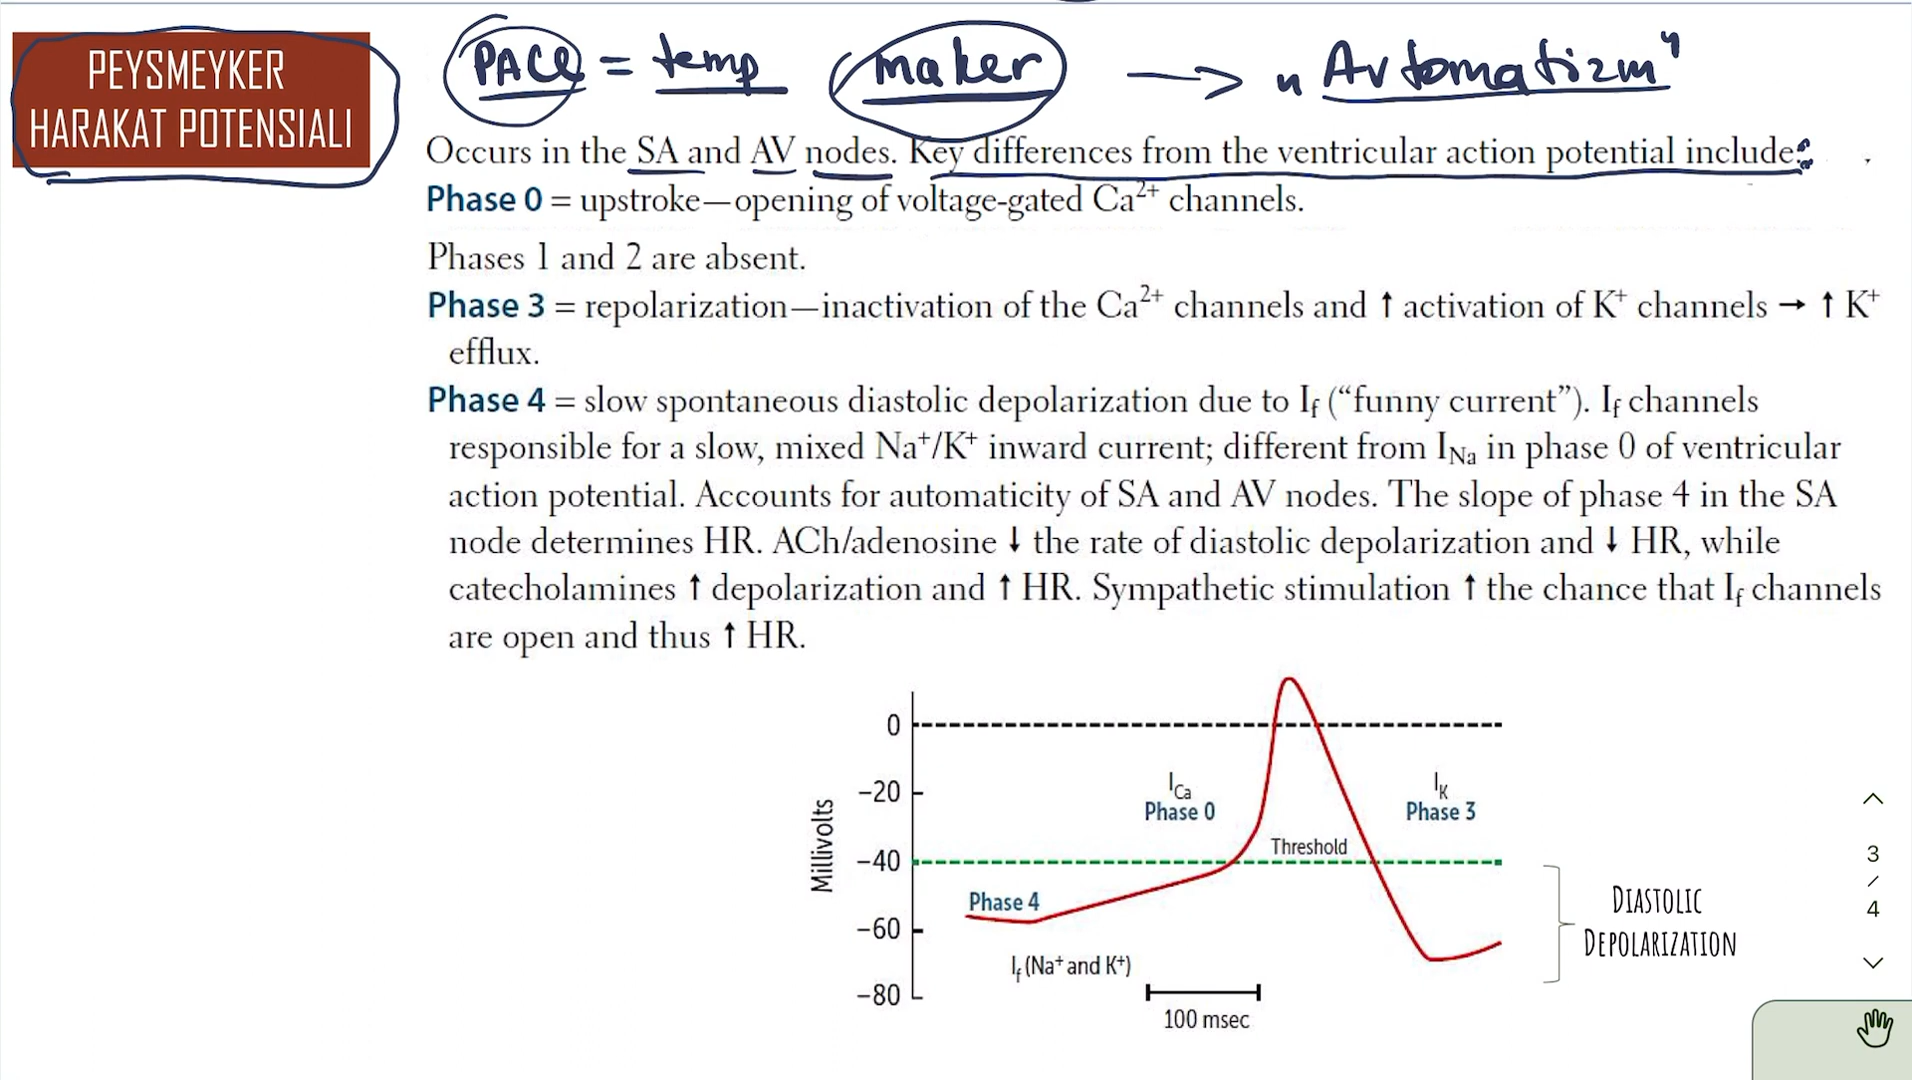 PEYSMEYKER
HARAKAT POTENSIALI
PACE = temp maker → "Avtomatizm"
Occurs in the SA and AV nodes. Key differences from the ventricular action potential include:
Phase 0 = upstroke—opening of voltage-gated Ca²⁺ channels.
Phases 1 and 2 are absent.
Phase 3 = repolarization—inactivation of the Ca²⁺ channels and ↑ activation of K⁺ channels → ↑ K⁺
efflux.
Phase 4 = slow spontaneous diastolic depolarization due to I_f (“funny current”). I_f channels
responsible for a slow, mixed Na⁺/K⁺ inward current; different from I_Na in phase 0 of ventricular
action potential. Accounts for automaticity of SA and AV nodes. The slope of phase 4 in the SA
node determines HR. ACh/adenosine ↓ the rate of diastolic depolarization and ↓ HR, while
catecholamines ↑ depolarization and ↑ HR. Sympathetic stimulation ↑ the chance that I_f channels
are open and thus ↑ HR.
Millivolts
0
−20
−40
−60
−80
I_Ca
Phase 0
I_K
Phase 3
Threshold
Phase 4
I_f (Na⁺ and K⁺)
100 msec
DIASTOLIC
DEPOLARIZATION
3
/
4